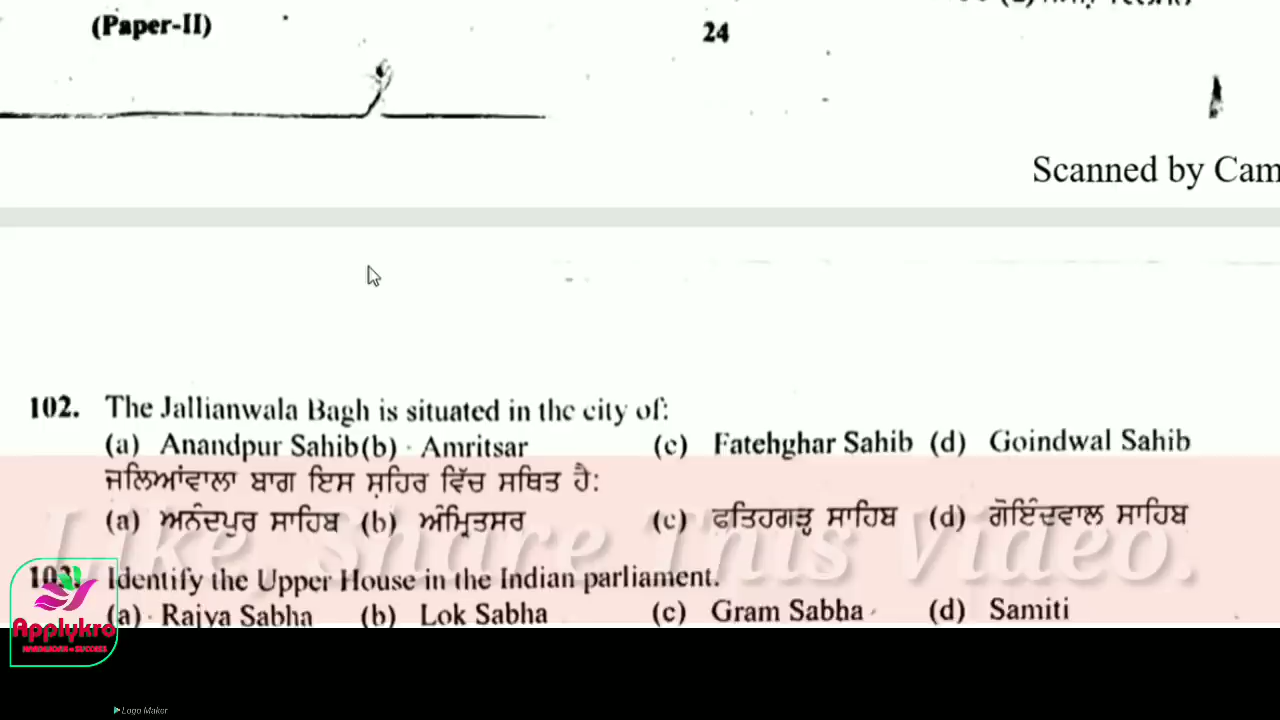 (Paper-II)
24
Scanned by Cam
102. The Jallianwala Bagh is situated in the city of:
(a) Anandpur Sahib (b) Amritsar (c) Fatehghar Sahib (d) Goindwal Sahib
ਜਲਿਆਂਵਾਲਾ ਬਾਗ ਇਸ ਸ਼ਹਿਰ ਵਿੱਚ ਸਥਿਤ ਹੈ:
(a) ਅਨੰਦਪੁਰ ਸਾਹਿਬ (b) ਅੰਮ੍ਰਿਤਸਰ (c) ਫਤਿਹਗੜ੍ਹ ਸਾਹਿਬ (d) ਗੋਇੰਦਵਾਲ ਸਾਹਿਬ
Like, Share This Video.
103. Identify the Upper House in the Indian parliament.
(a) Rajya Sabha (b) Lok Sabha (c) Gram Sabha (d) Samiti
Applykro
HARDWORK = SUCCESS
Logo Maker